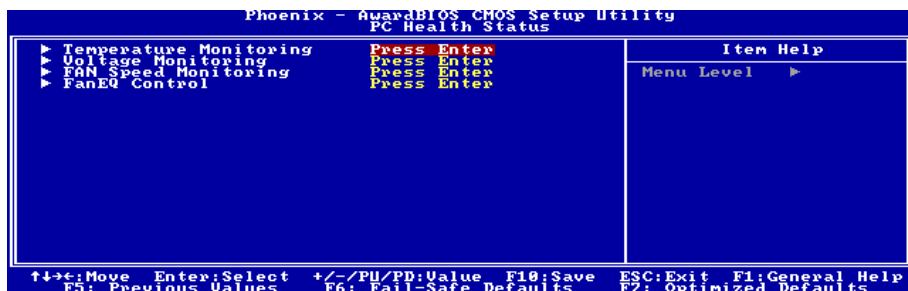 Phoenix - AwardBIOS CMOS Setup Utility
PC Health Status
Temperature Monitoring Press Enter
Voltage Monitoring Press Enter
FAN Speed Monitoring Press Enter
FanEQ Control Press Enter
Item Help
Menu Level
↑↓→←:Move Enter:Select +/-/PU/PD:Value F10:Save ESC:Exit F1:General Help
F5: Previous Values F6: Fail-Safe Defaults F7: Optimized Defaults